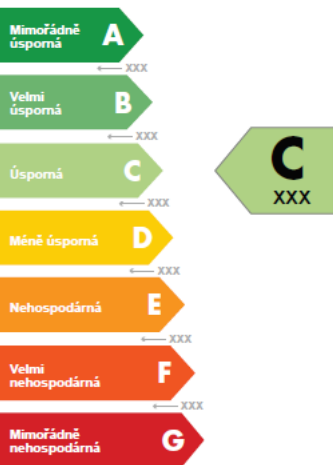 Mimořádně
úsporná
A
XXX
Velmi
úsporná
B
XXX
Úsporná
C
XXX
C
XXX
Méně úsporná
D
XXX
Nehospodárná
E
XXX
Velmi
nehospodárná
F
XXX
Mimořádně
nehospodárná
G